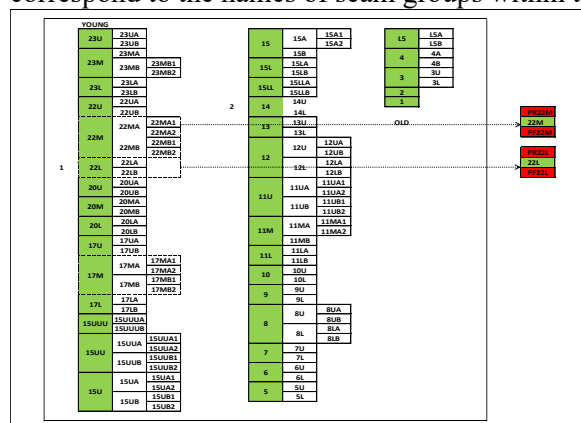 correspond to the names of seam groups within t
YOUNG
23U 23UA
23UB
23M 23MA
23MB 23MB1
23MB2
23L 23LA
23LB
22U 22UA
22UB
22M 22MA 22MA1
22MA2
22MB 22MB1
22MB2
1
22L 22LA
22LB
20U 20UA
20UB
20M 20MA
20MB
20L 20LA
20LB
17U 17UA
17UB
17M 17MA 17MA1
17MA2
17MB 17MB1
17MB2
17L 17LA
17LB
15UUU 15UUUA
15UUUB
15UU 15UUA 15UUA1
15UUA2
15UUB 15UUB1
15UUB2
15U 15UA 15UA1
15UA2
15UB 15UB1
15UB2
15 15A 15A1
15A2
15B
15L 15LA
15LB
15LL 15LLA
15LLB
2
14 14U
14L
13 13U
13L
12 12U 12UA
12UB
12L 12LA
12LB
11U 11UA 11UA1
11UA2
11UB 11UB1
11UB2
11M 11MA 11MA1
11MA2
11MB
11L 11LA
11LB
10 10U
10L
9 9U
9L
8 8U 8UA
8UB
8L 8LA
8LB
7 7U
7L
6 6U
6L
5 5U
5L
L5 L5A
L5B
4 4A
4B
3 3U
3L
2
1
OLD
PR22M
22M
PF22M
PR22L
22L
PF22L